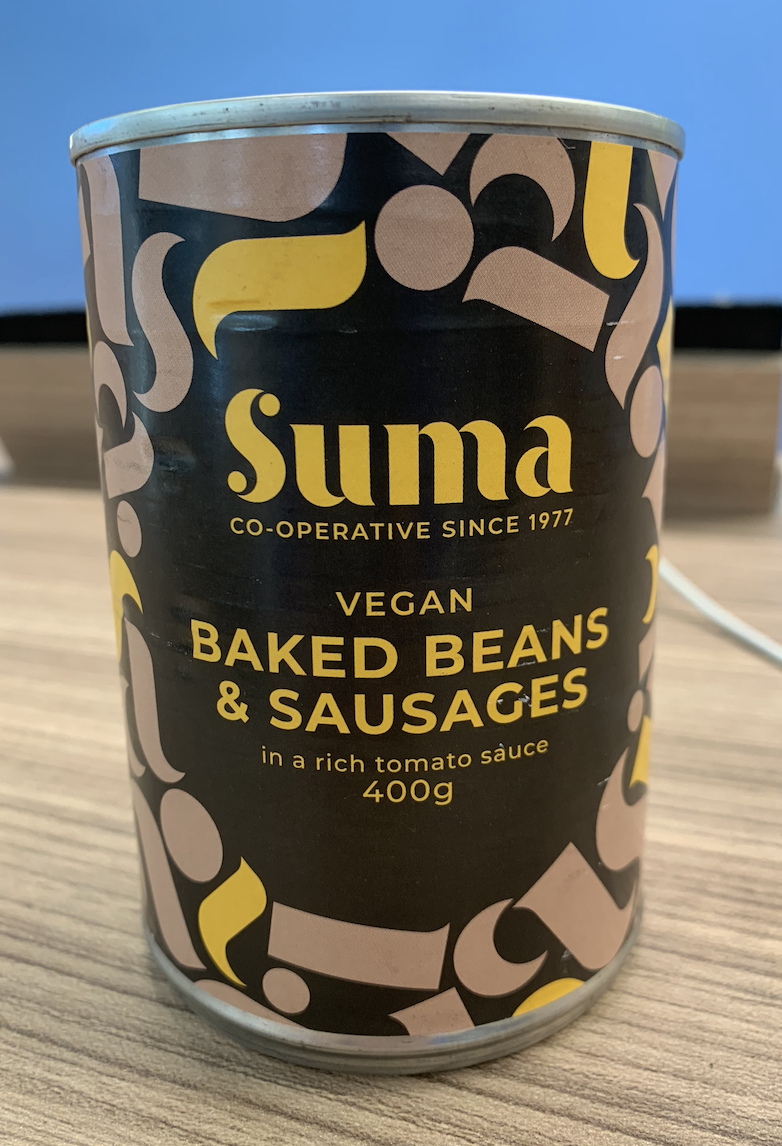 Suma
CO-OPERATIVE SINCE 1977
VEGAN
BAKED BEANS
& SAUSAGES
in a rich tomato sauce
400g